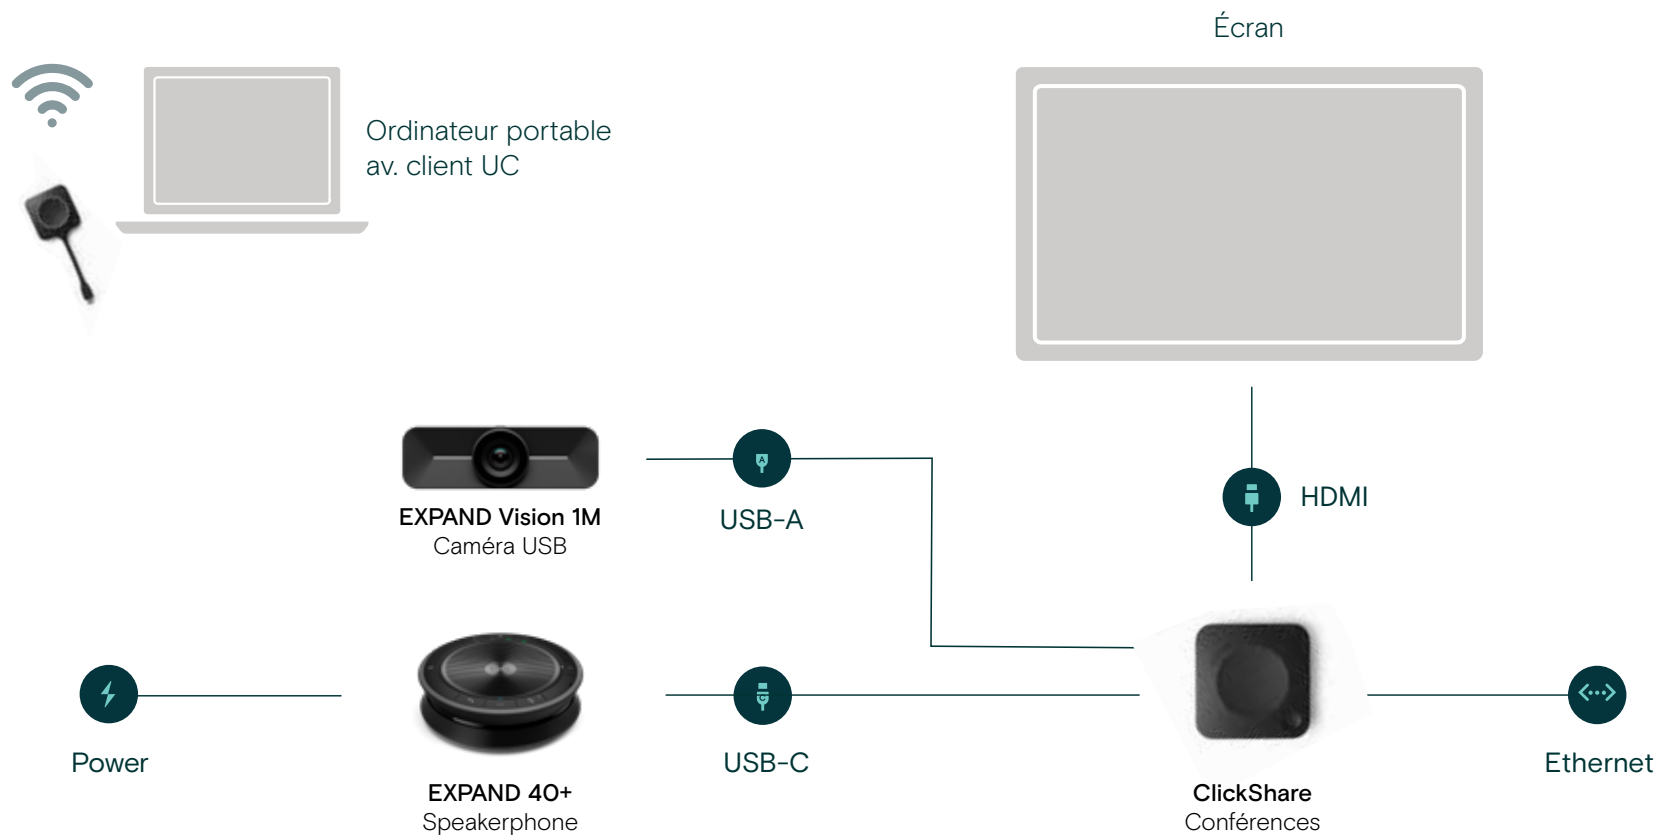 Écran
Ordinateur portable
av. client UC
HDMI
A
USB-A
EXPAND Vision 1M
Caméra USB
C
Power
USB-C
Ethernet
EXPAND 40+
Speakerphone
ClickShare
Conférences